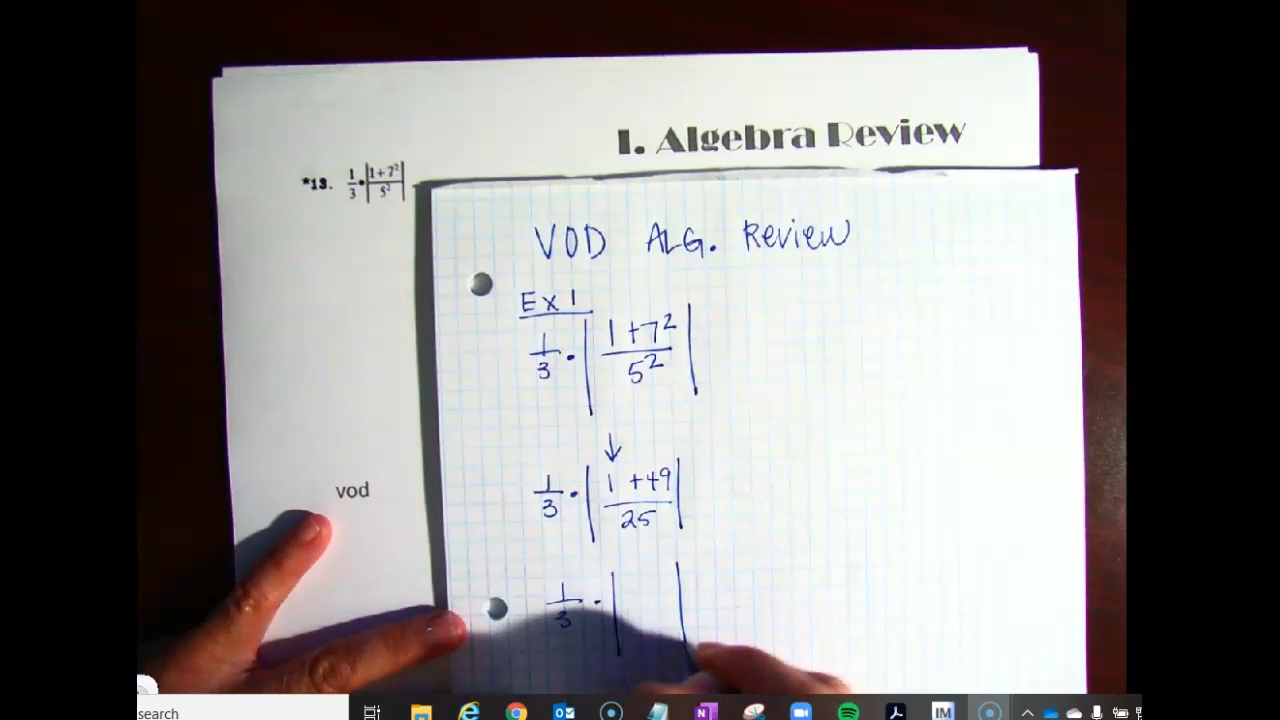 I. Algebra Review
*13. 1/3 • |(1 + 7²)/5²|
VOD ALG. Review
Ex 1
1/3 • |(1 + 7²)/5²|
↓
1/3 • |(1 + 49)/25|
vod
1/3 • | |
search